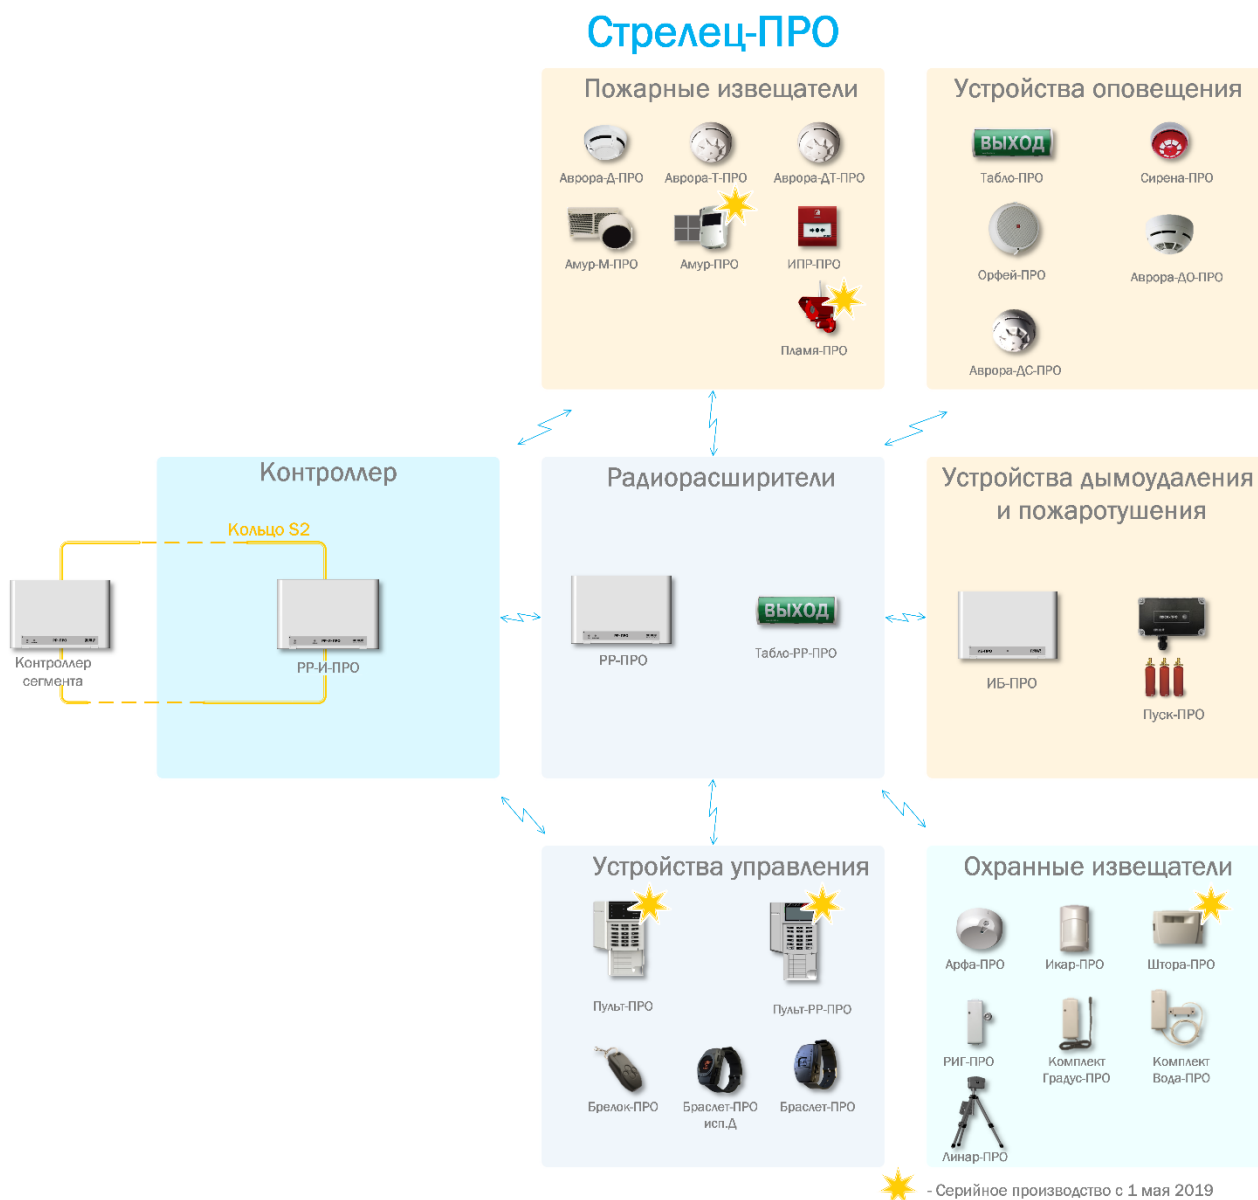 Стрелец-ПРО
Пожарные извещатели
Аврора-Д-ПРО
Аврора-Т-ПРО
Аврора-ДТ-ПРО
Амур-М-ПРО
Амур-ПРО
ИПР-ПРО
Пламя-ПРО
Устройства оповещения
ВЫХОД
Табло-ПРО
Сирена-ПРО
Орфей-ПРО
Аврора-ДО-ПРО
Аврора-ДС-ПРО
Контроллер
Кольцо S2
Контроллер
сегмента
РР-И-ПРО
Радиорасширители
РР-ПРО
ВЫХОД
Табло-РР-ПРО
Устройства дымоудаления
и пожаротушения
ИБ-ПРО
Пуск-ПРО
Устройства управления
Пульт-ПРО
Пульт-РР-ПРО
Брелок-ПРО
Браслет-ПРО
исп.Д
Браслет-ПРО
Охранные извещатели
Арфа-ПРО
Икар-ПРО
Штора-ПРО
РИГ-ПРО
Комплект
Градус-ПРО
Комплект
Вода-ПРО
Линар-ПРО
- Серийное производство с 1 мая 2019